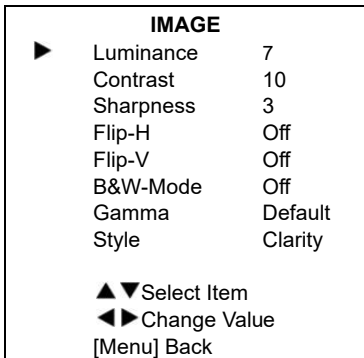 IMAGE
▶ Luminance 7
Contrast 10
Sharpness 3
Flip-H Off
Flip-V Off
B&W-Mode Off
Gamma Default
Style Clarity
▲▼Select Item
◀▶Change Value
[Menu] Back